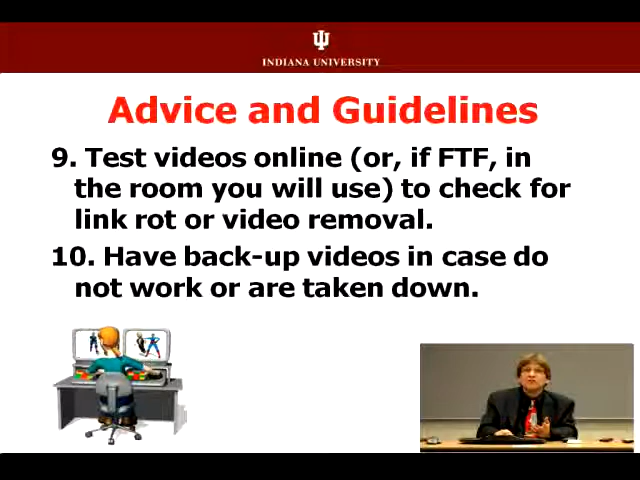 INDIANA UNIVERSITY
Advice and Guidelines
9. Test videos online (or, if FTF, in
the room you will use) to check for
link rot or video removal.
10. Have back-up videos in case do
not work or are taken down.